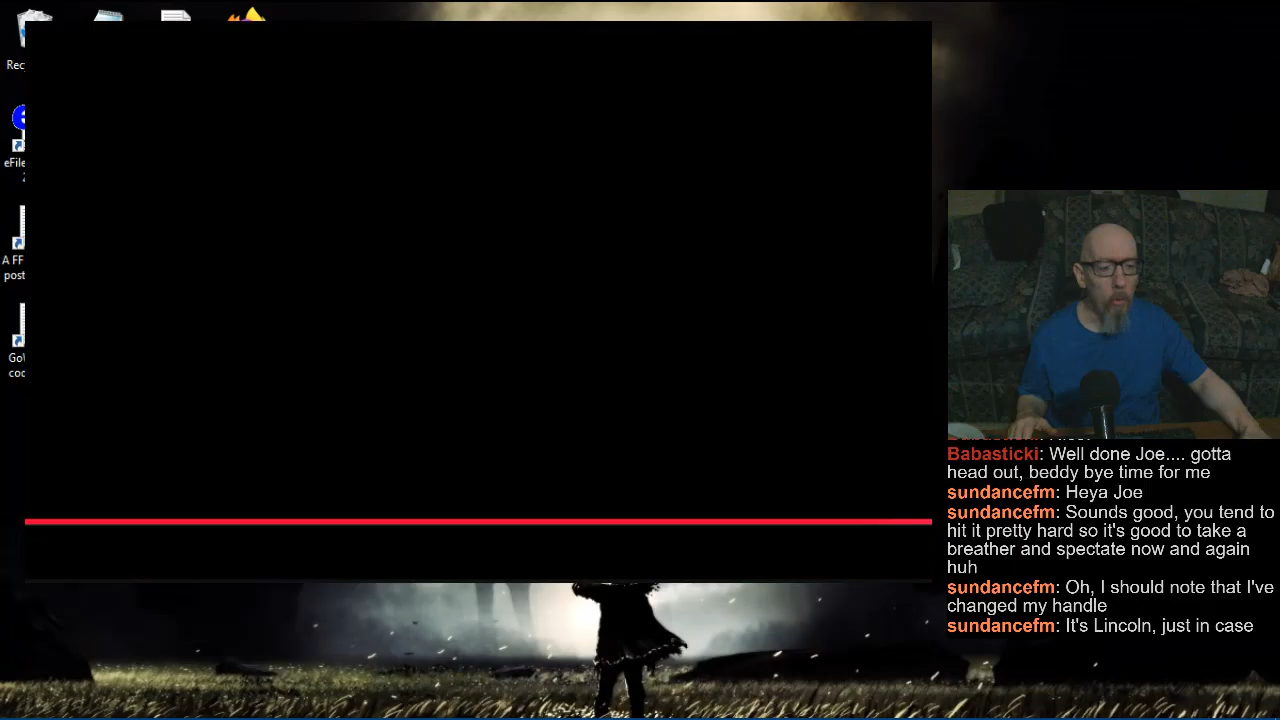 Rec
eFile
2
A FF
post
Go
coc
Babasticki: Well done Joe.... gotta
head out, beddy bye time for me
sundancefm: Heya Joe
sundancefm: Sounds good, you tend to
hit it pretty hard so it's good to take a
breather and spectate now and again
huh
sundancefm: Oh, I should note that I've
changed my handle
sundancefm: It's Lincoln, just in case